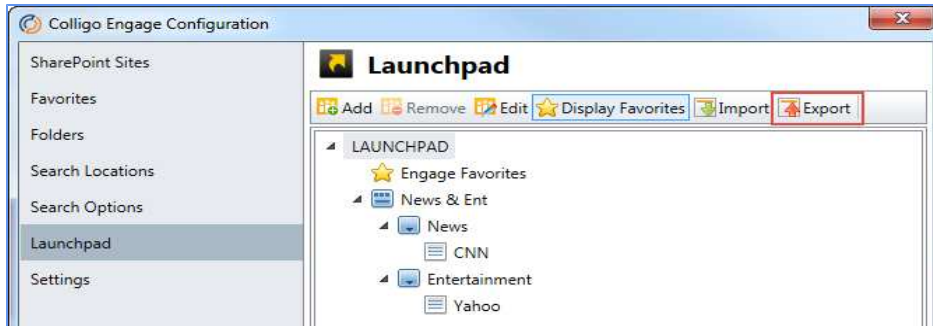 Colligo Engage Configuration
SharePoint Sites
Favorites
Folders
Search Locations
Search Options
Launchpad
Settings
Launchpad
Add Remove Edit Display Favorites Import Export
LAUNCHPAD
Engage Favorites
News & Ent
News
CNN
Entertainment
Yahoo